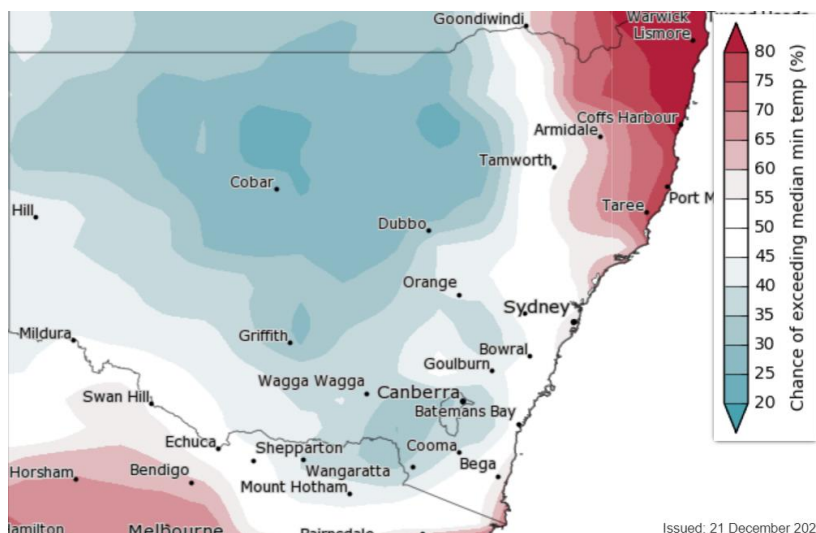 Goondiwindi
Warwick
Lismore
Coffs Harbour
Armidale
Tamworth
Cobar
Port M
Taree
Hill
Dubbo
Orange
Sydney
Mildura
Griffith
Bowral
Goulburn
Wagga Wagga
Canberra
Swan Hill
Batemans Bay
Echuca
Shepparton
Cooma
Horsham
Bendigo
Wangaratta
Bega
Mount Hotham
amilton
Melbourne
Bairnsdale
80
75
70
65
60
55
45
40
35
30
25
20
Chance of exceeding median min temp (%)
Issued: 21 December 202